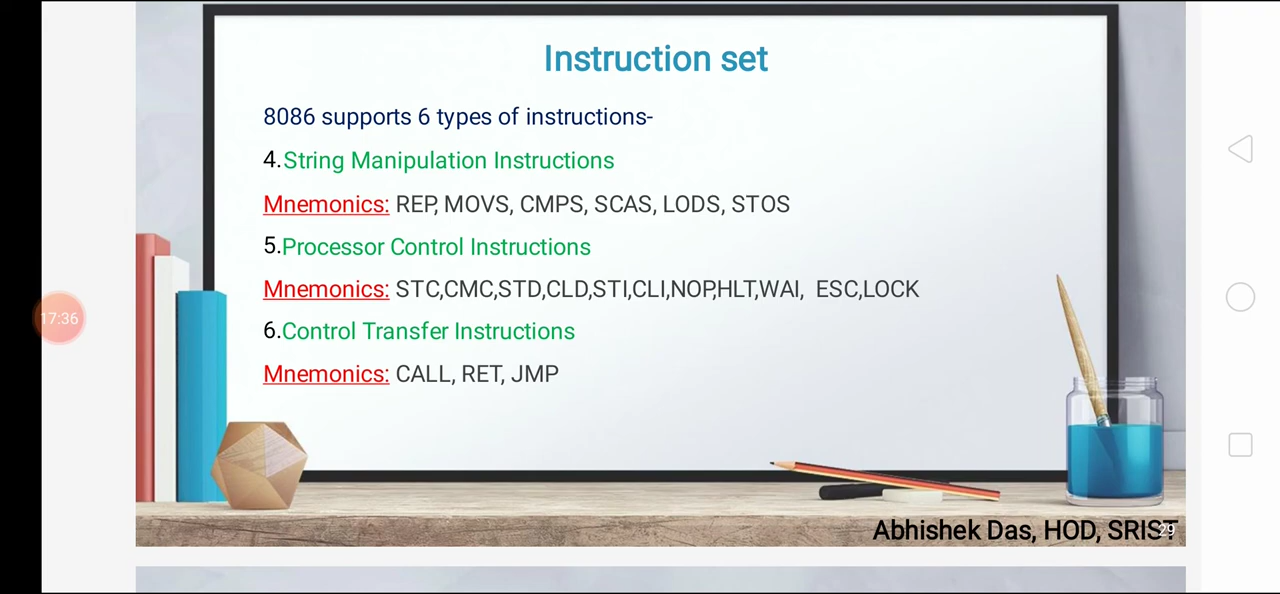 Instruction set
8086 supports 6 types of instructions-
4.String Manipulation Instructions
Mnemonics: REP, MOVS, CMPS, SCAS, LODS, STOS
5.Processor Control Instructions
Mnemonics: STC,CMC,STD,CLD,STI,CLI,NOP,HLT,WAI, ESC,LOCK
17:36
6.Control Transfer Instructions
Mnemonics: CALL, RET, JMP
Abhishek Das, HOD, SRIST
29